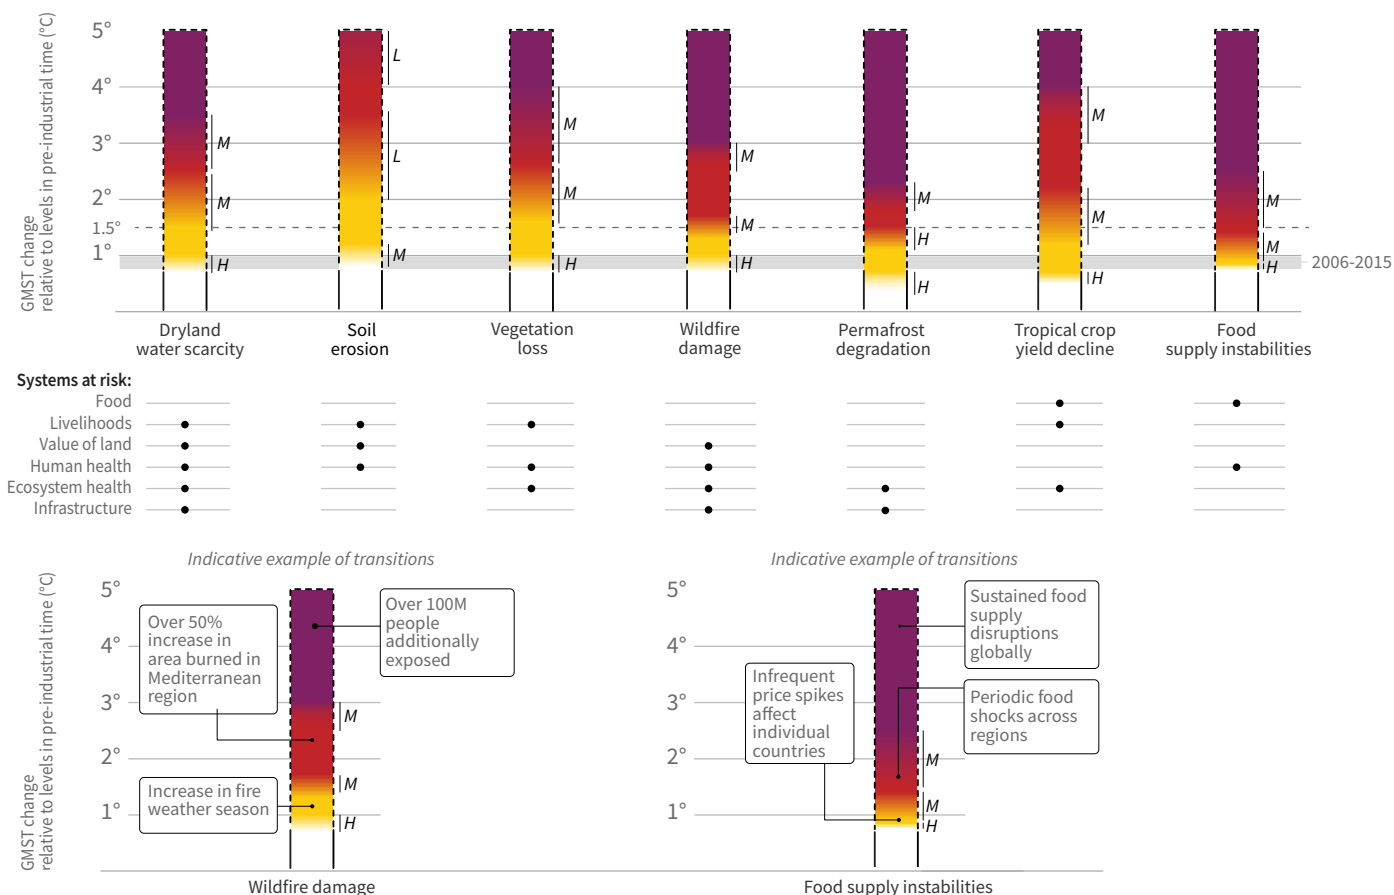 GMST change
relative to levels in pre-industrial time (°C)
5°
4°
3°
2°
1.5°
1°
L
M
M
L
M
M
M
M
M
M
M
M
M
H
H
M
H
H
H
H
M
H
2006-2015
Dryland
water scarcity
Soil
erosion
Vegetation
loss
Wildfire
damage
Permafrost
degradation
Tropical crop
yield decline
Food
supply instabilities
Systems at risk:
Food
Livelihoods
Value of land
Human health
Ecosystem health
Infrastructure
Indicative example of transitions
GMST change
relative to levels in pre-industrial time (°C)
5°
4°
3°
2°
1°
Over 50%
increase in
area burned in
Mediterranean
region
Over 100M
people
additionally
exposed
Increase in fire
weather season
M
M
H
Wildfire damage
Indicative example of transitions
5°
4°
3°
2°
1°
Sustained food
supply
disruptions
globally
Infrequent
price spikes
affect
individual
countries
Periodic food
shocks across
regions
M
M
H
Food supply instabilities